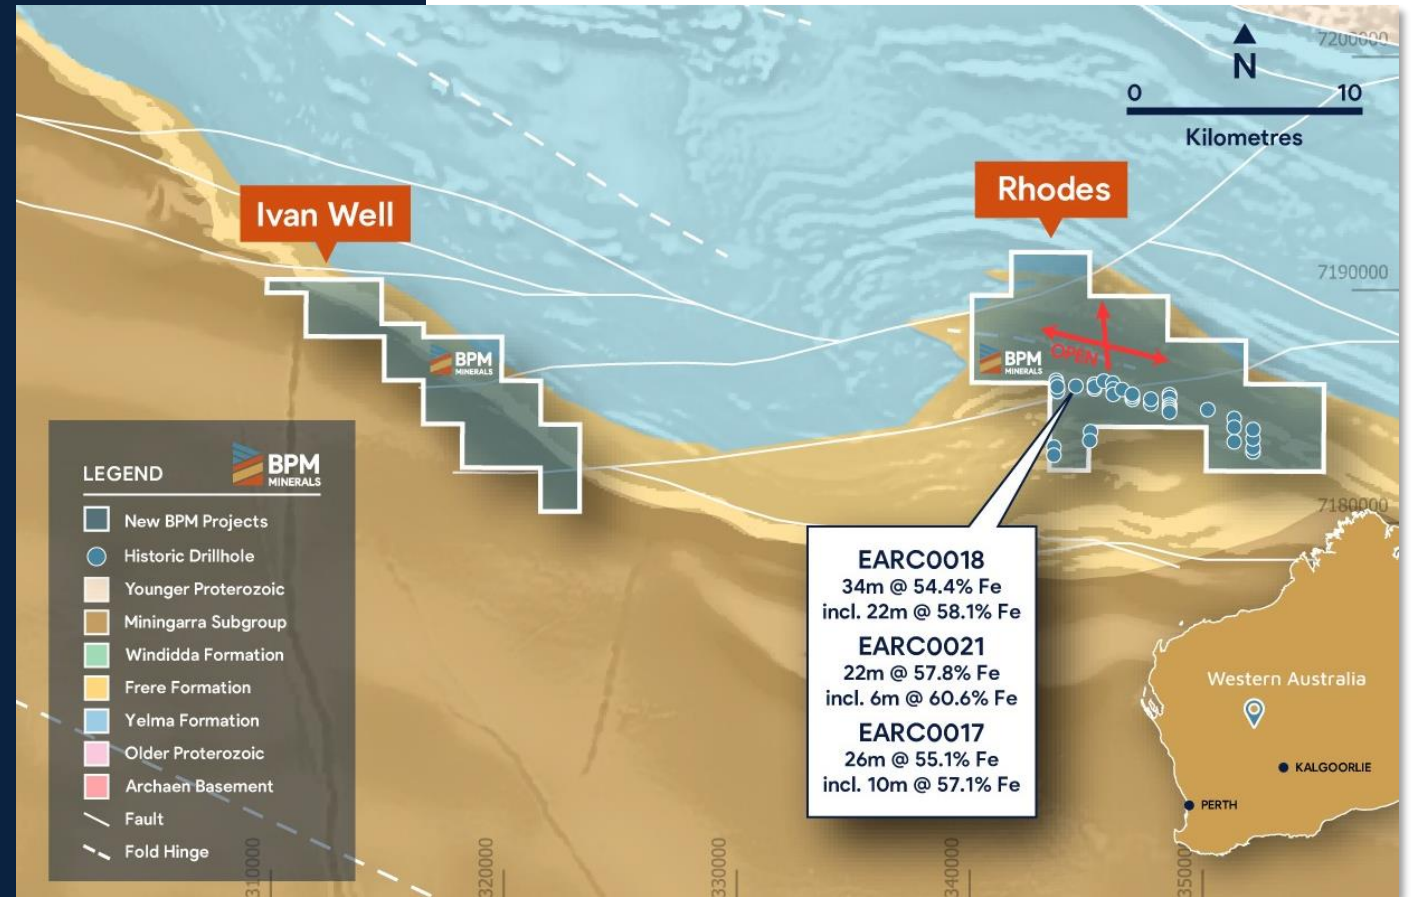 7200000
N
0 10
Kilometres
Rhodes
Ivan Well
7190000
OPEN
BPM
MINERALS
BPM
MINERALS
LEGEND
BPM
MINERALS
New BPM Projects
Historic Drillhole
Younger Proterozoic
Miningarra Subgroup
Windidda Formation
Frere Formation
Yelma Formation
Older Proterozoic
Archaen Basement
Fault
Fold Hinge
7180000
EARC0018
34m @ 54.4% Fe
incl. 22m @ 58.1% Fe
EARC0021
22m @ 57.8% Fe
incl. 6m @ 60.6% Fe
EARC0017
26m @ 55.1% Fe
incl. 10m @ 57.1% Fe
Western Australia
KALGOORLIE
PERTH
310000
320000
330000
340000
350000